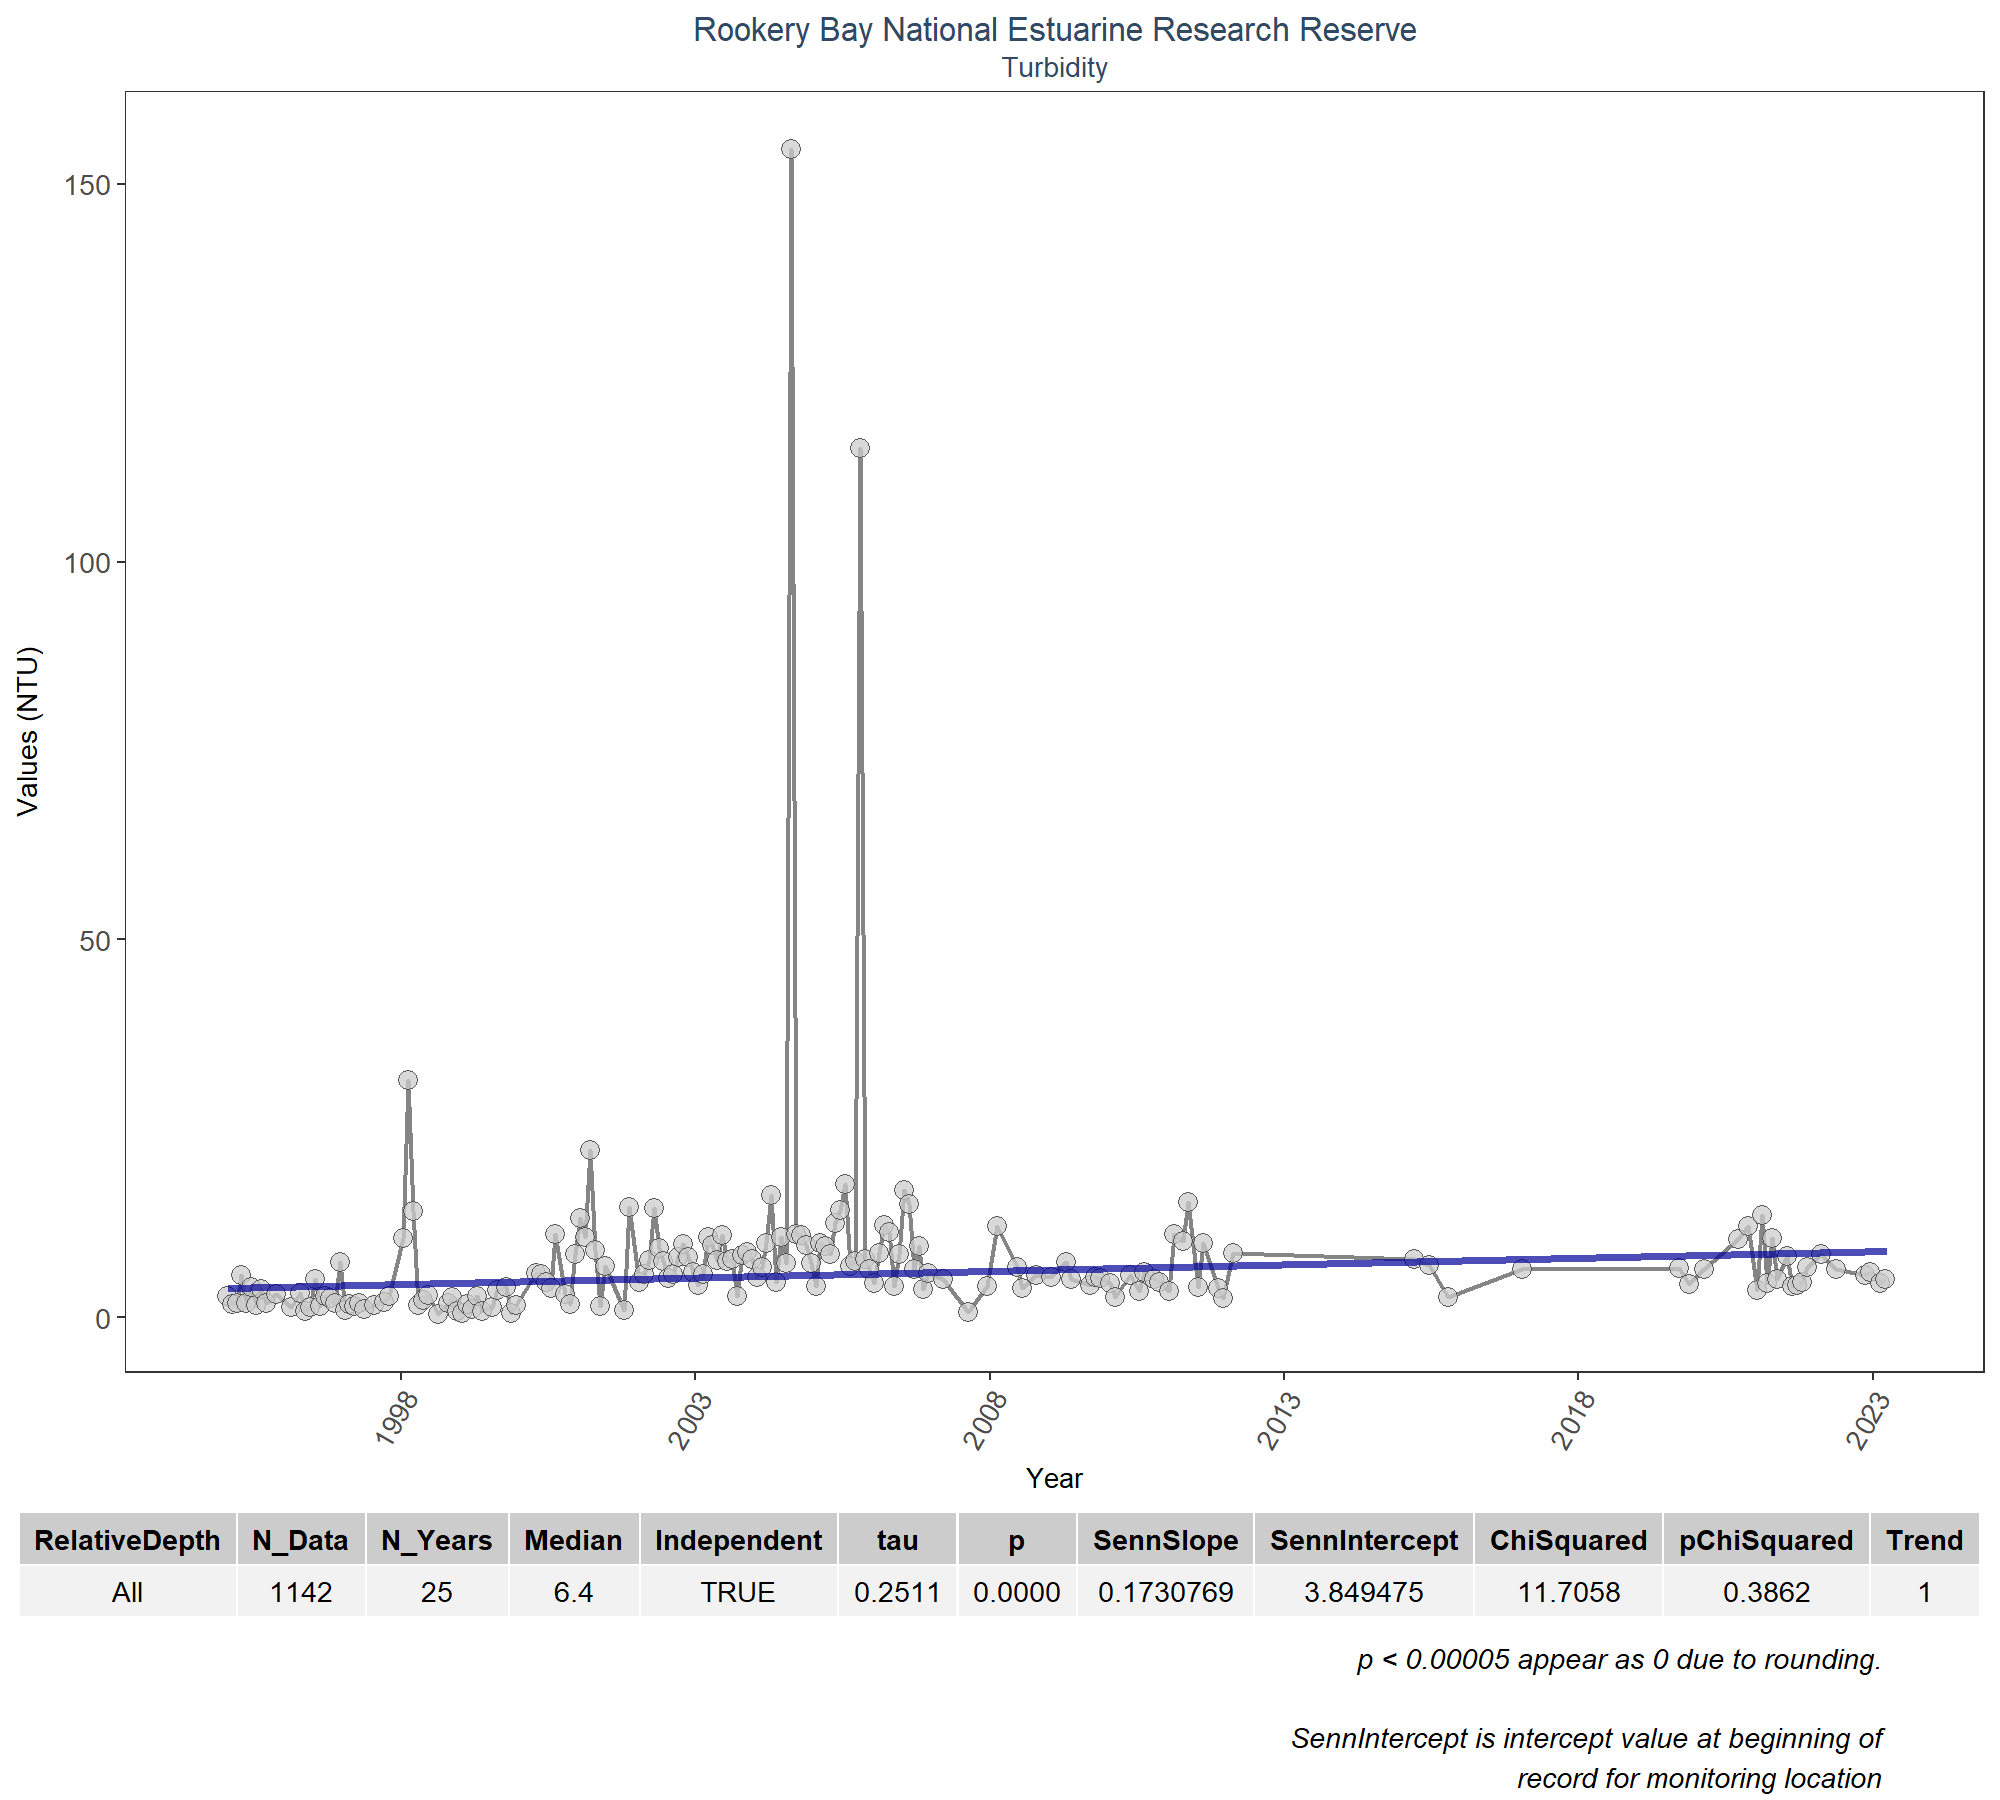 Rookery Bay National Estuarine Research Reserve
Turbidity
Values (NTU)
150
100
50
0
1998 2003 2008 2013 2018 2023
Year
RelativeDepth N_Data N_Years Median Independent tau p SennSlope SennIntercept ChiSquared pChiSquared Trend
All 1142 25 6.4 TRUE 0.2511 0.0000 0.1730769 3.849475 11.7058 0.3862 1
p < 0.00005 appear as 0 due to rounding.
SennIntercept is intercept value at beginning of
record for monitoring location